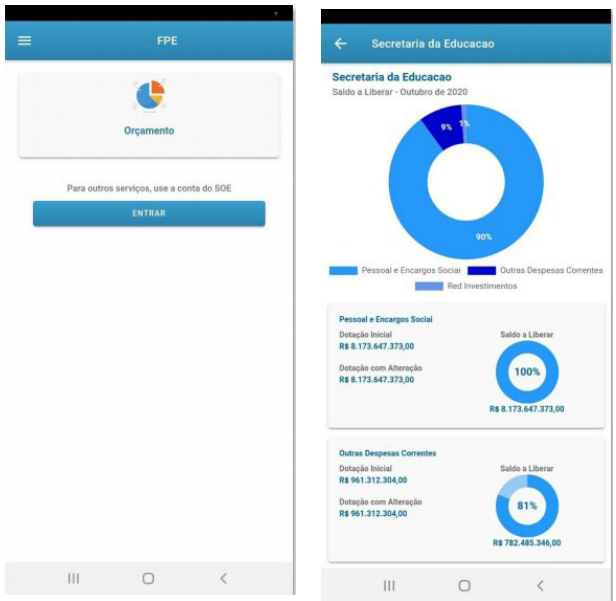 FPE
Orçamento
Para outros serviços, use a conta do SOE
ENTRAR
Secretaria da Educacao
Secretaria da Educacao
Saldo a Liberar - Outubro de 2020
9%
1%
90%
Pessoal e Encargos Sociai
Outras Despesas Correntes
Red Investimentos
Pessoal e Encargos Social
Dotação Inicial
R$ 8.173.647.373,00
Dotação com Alteração
R$ 8.173.647.373,00
Saldo a Liberar
100%
R$ 8.173.647.373,00
Outras Despesas Correntes
Dotação Inicial
R$ 961.312.304,00
Dotação com Alteração
R$ 961.312.304,00
Saldo a Liberar
81%
R$ 782.485.346,00